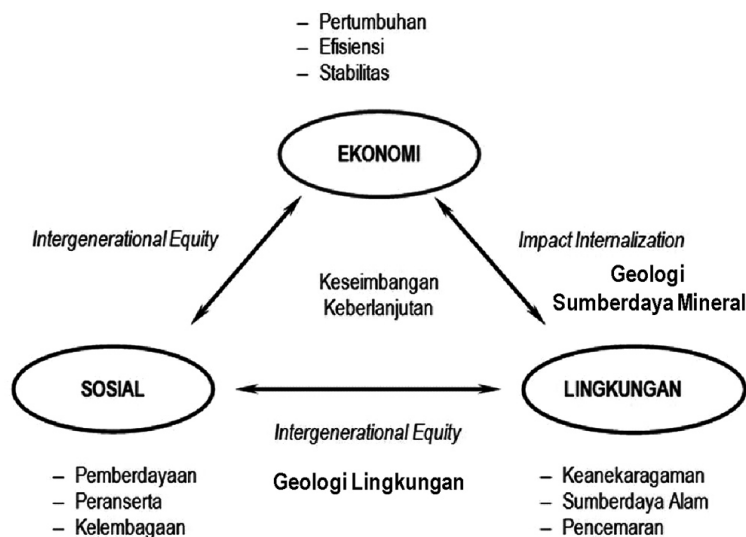 – Pertumbuhan
– Efisiensi
– Stabilitas
EKONOMI
Intergenerational Equity
Impact Internalization
Keseimbangan
Keberlanjutan
Geologi
Sumberdaya Mineral
SOSIAL
LINGKUNGAN
Intergenerational Equity
Geologi Lingkungan
– Pemberdayaan
– Peranserta
– Kelembagaan
– Keanekaragaman
– Sumberdaya Alam
– Pencemaran